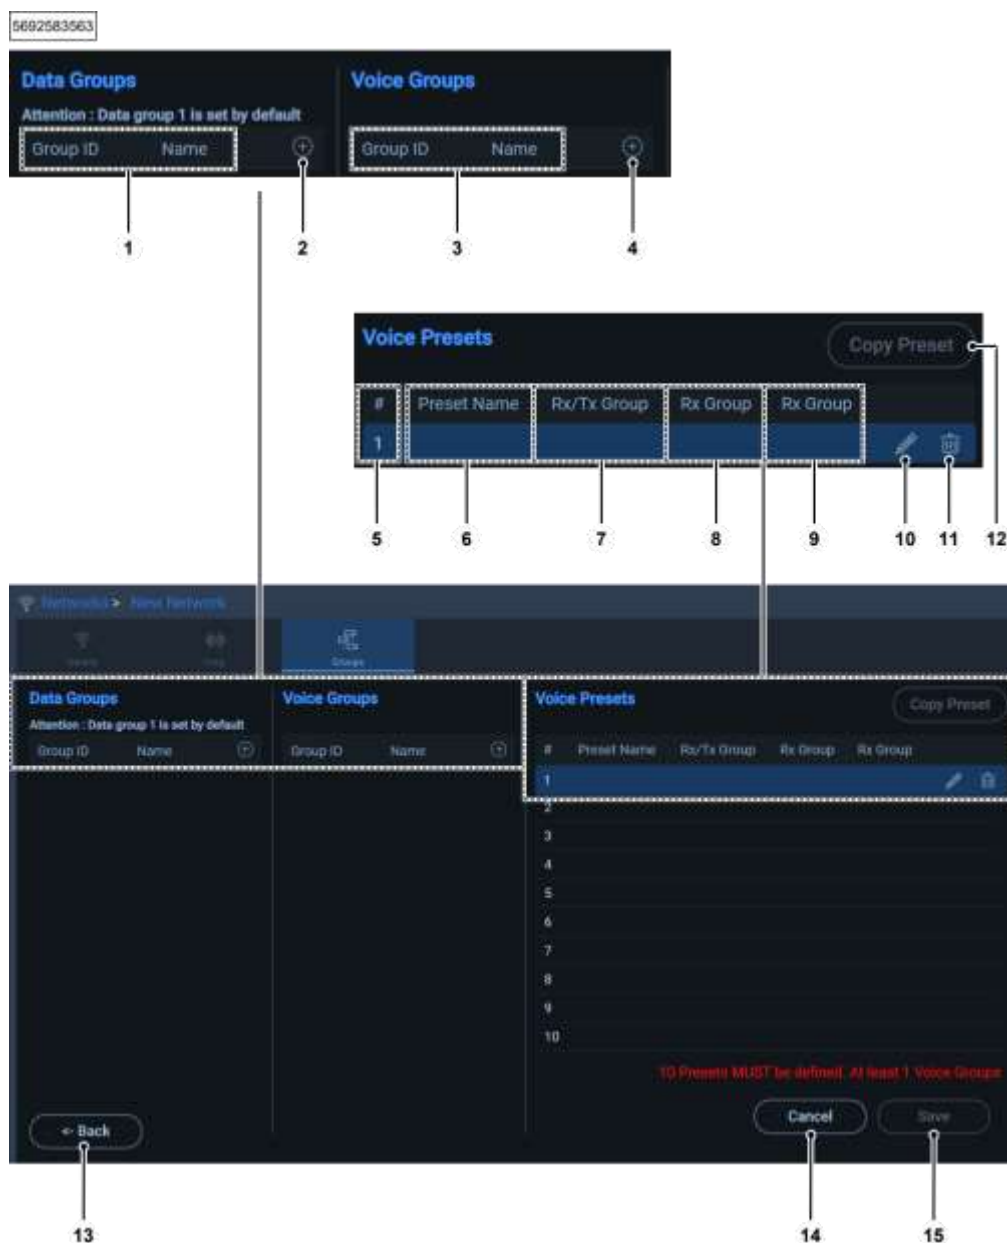 5692583563
Data Groups
Voice Groups
Attention : Data group 1 is set by default
Group ID Name
Group ID Name
1 2 3 4
Voice Presets
Copy Preset
# Preset Name Rx/Tx Group Rx Group Rx Group
1
5 6 7 8 9 10 11 12
Networks > New Network
Groups
Data Groups
Voice Groups
Voice Presets
Copy Preset
Attention : Data group 1 is set by default
Group ID Name
Group ID Name
# Preset Name Rx/Tx Group Rx Group Rx Group
1
2
3
4
5
6
7
8
9
10
10 Presets MUST be defined. At least 1 Voice Groups
<- Back
Cancel
Save
13 14 15